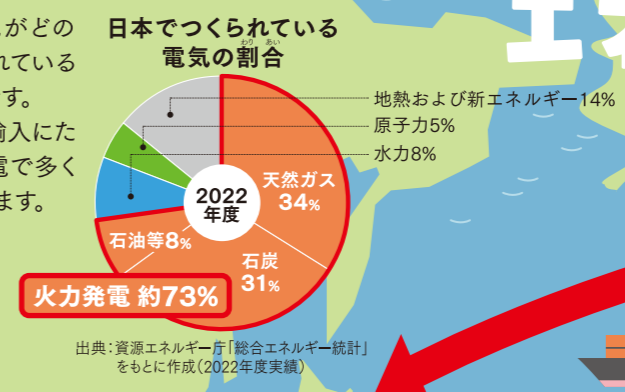 がどの
れている
す。
輸入にた
電で多く
ます。
日本でつくられている
電気の割合
わり あい
地熱および新エネルギー14%
原子力5%
水力8%
2022
年度
天然ガス
34%
石油等8%
石炭
31%
火力発電 約73%
出典:資源エネルギー庁「総合エネルギー統計」
をもとに作成(2022年度実績)